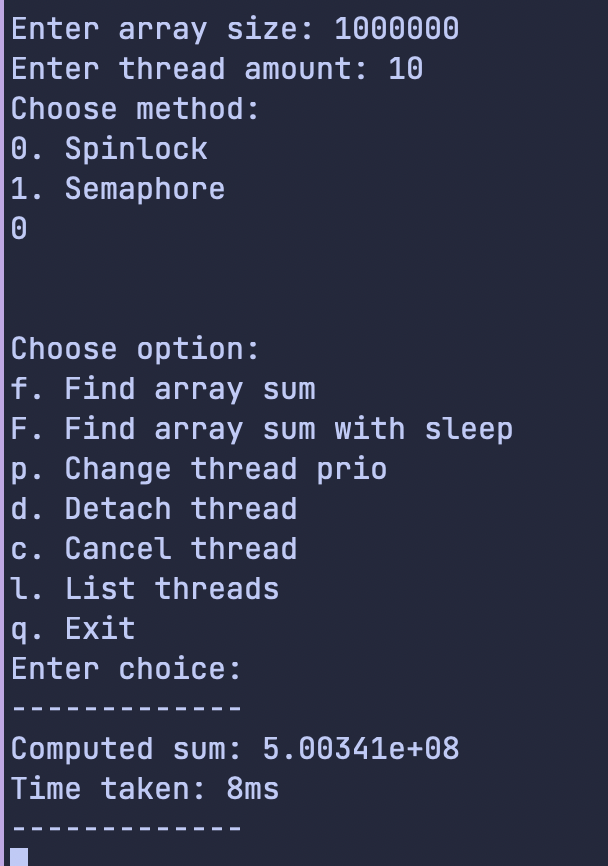 Enter array size: 1000000
Enter thread amount: 10
Choose method:
0. Spinlock
1. Semaphore
0
Choose option:
f. Find array sum
F. Find array sum with sleep
p. Change thread prio
d. Detach thread
c. Cancel thread
l. List threads
q. Exit
Enter choice:
-------------
Computed sum: 5.00341e+08
Time taken: 8ms
-------------